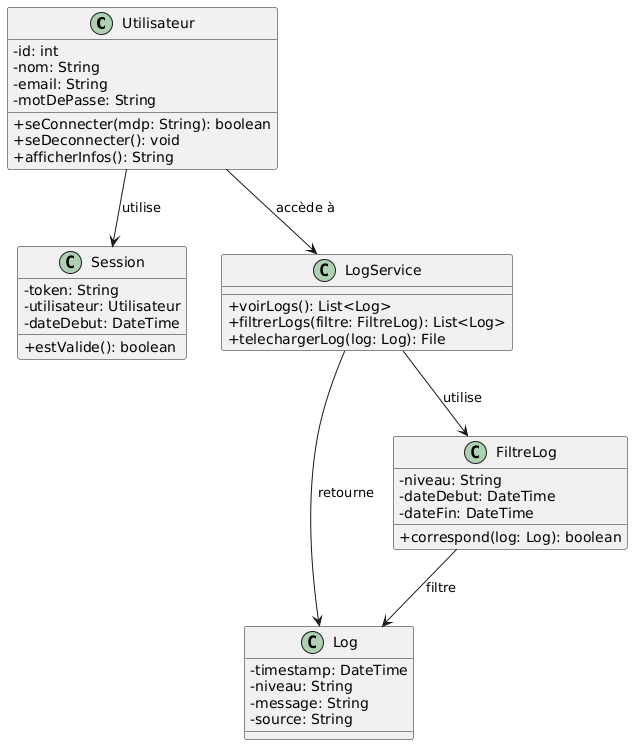 C Utilisateur
-id: int
-nom: String
-email: String
-motDePasse: String
+seConnecter(mdp: String): boolean
+seDeconnecter(): void
+afficherInfos(): String
utilise
accède à
C Session
-token: String
-utilisateur: Utilisateur
-dateDebut: DateTime
+estValide(): boolean
C LogService
+voirLogs(): List<Log>
+filtrerLogs(filtre: FiltreLog): List<Log>
+telechargerLog(log: Log): File
utilise
retourne
C FiltreLog
-niveau: String
-dateDebut: DateTime
-dateFin: DateTime
+correspond(log: Log): boolean
filtre
C Log
-timestamp: DateTime
-niveau: String
-message: String
-source: String